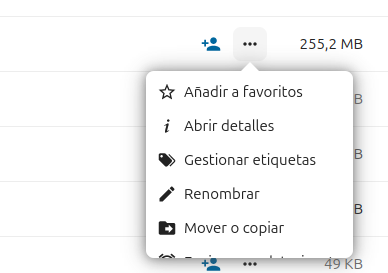 255,2 MB
Añadir a favoritos
B
Abrir detalles
Gestionar etiquetas
B
Renombrar
B
Mover o copiar
49 KB